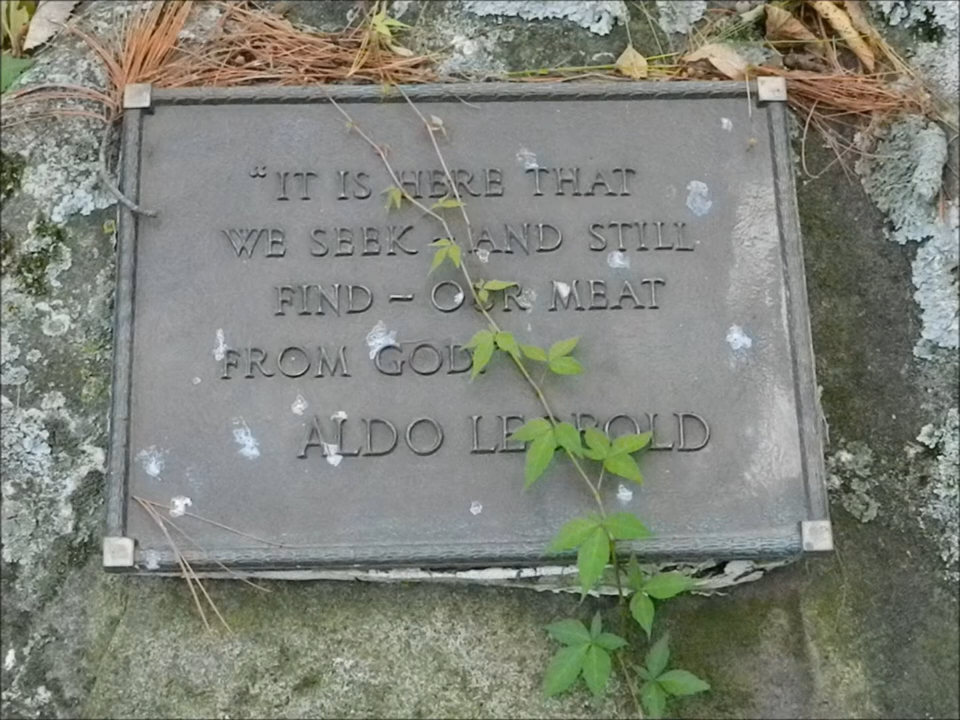 "IT IS HERE THAT
WE SEEK - AND STILL
FIND - OUR MEAT
FROM GOD
ALDO LEOPOLD